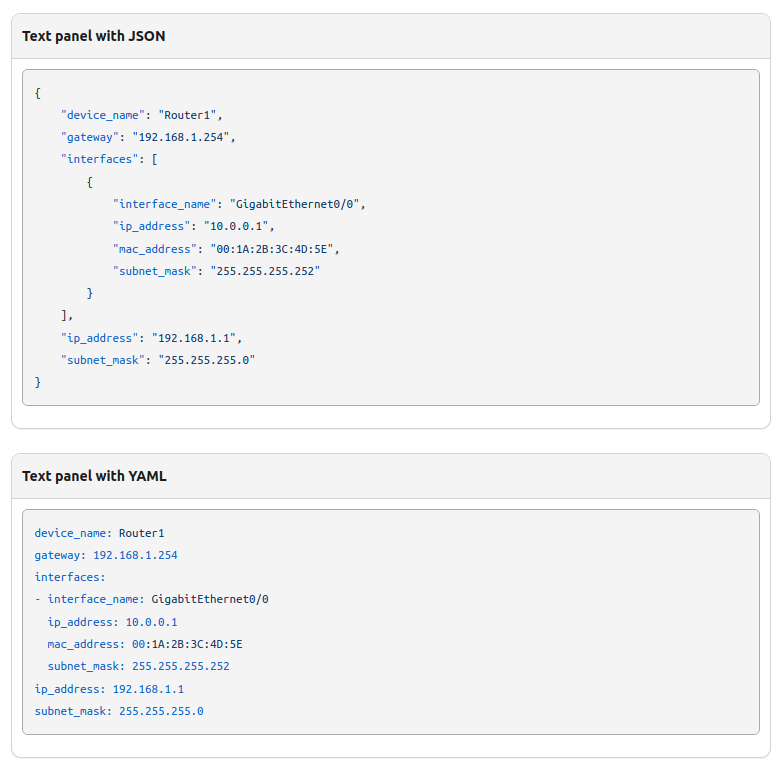 Text panel with JSON
{
    "device_name": "Router1",
    "gateway": "192.168.1.254",
    "interfaces": [
        {
            "interface_name": "GigabitEthernet0/0",
            "ip_address": "10.0.0.1",
            "mac_address": "00:1A:2B:3C:4D:5E",
            "subnet_mask": "255.255.255.252"
        }
    ],
    "ip_address": "192.168.1.1",
    "subnet_mask": "255.255.255.0"
}
Text panel with YAML
device_name: Router1
gateway: 192.168.1.254
interfaces:
- interface_name: GigabitEthernet0/0
  ip_address: 10.0.0.1
  mac_address: 00:1A:2B:3C:4D:5E
  subnet_mask: 255.255.255.252
ip_address: 192.168.1.1
subnet_mask: 255.255.255.0